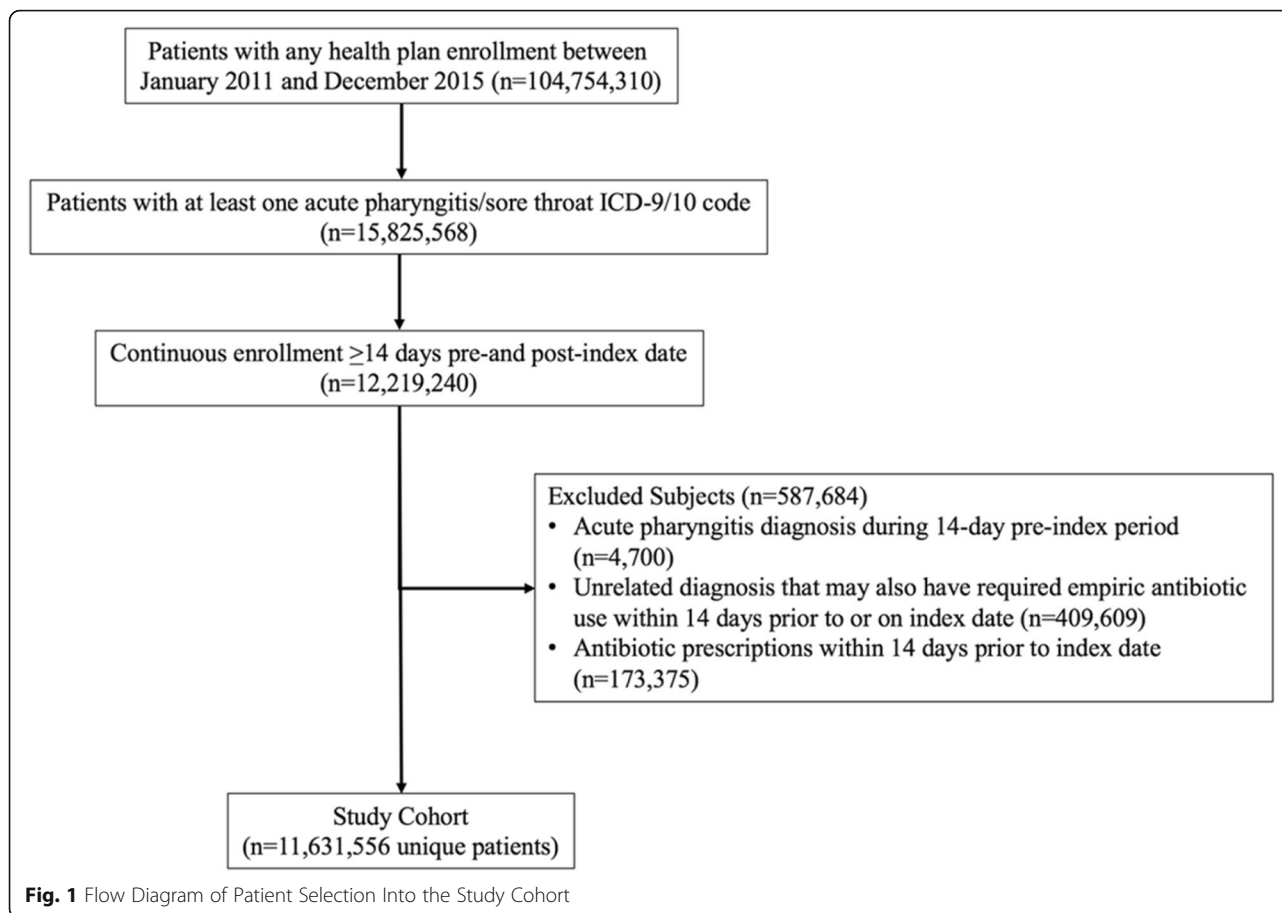 Patients with any health plan enrollment between
January 2011 and December 2015 (n=104,754,310)
Patients with at least one acute pharyngitis/sore throat ICD-9/10 code
(n=15,825,568)
Continuous enrollment ≥14 days pre-and post-index date
(n=12,219,240)
Excluded Subjects (n=587,684)
• Acute pharyngitis diagnosis during 14-day pre-index period
(n=4,700)
• Unrelated diagnosis that may also have required empiric antibiotic
use within 14 days prior to or on index date (n=409,609)
• Antibiotic prescriptions within 14 days prior to index date
(n=173,375)
Study Cohort
(n=11,631,556 unique patients)
Fig. 1 Flow Diagram of Patient Selection Into the Study Cohort